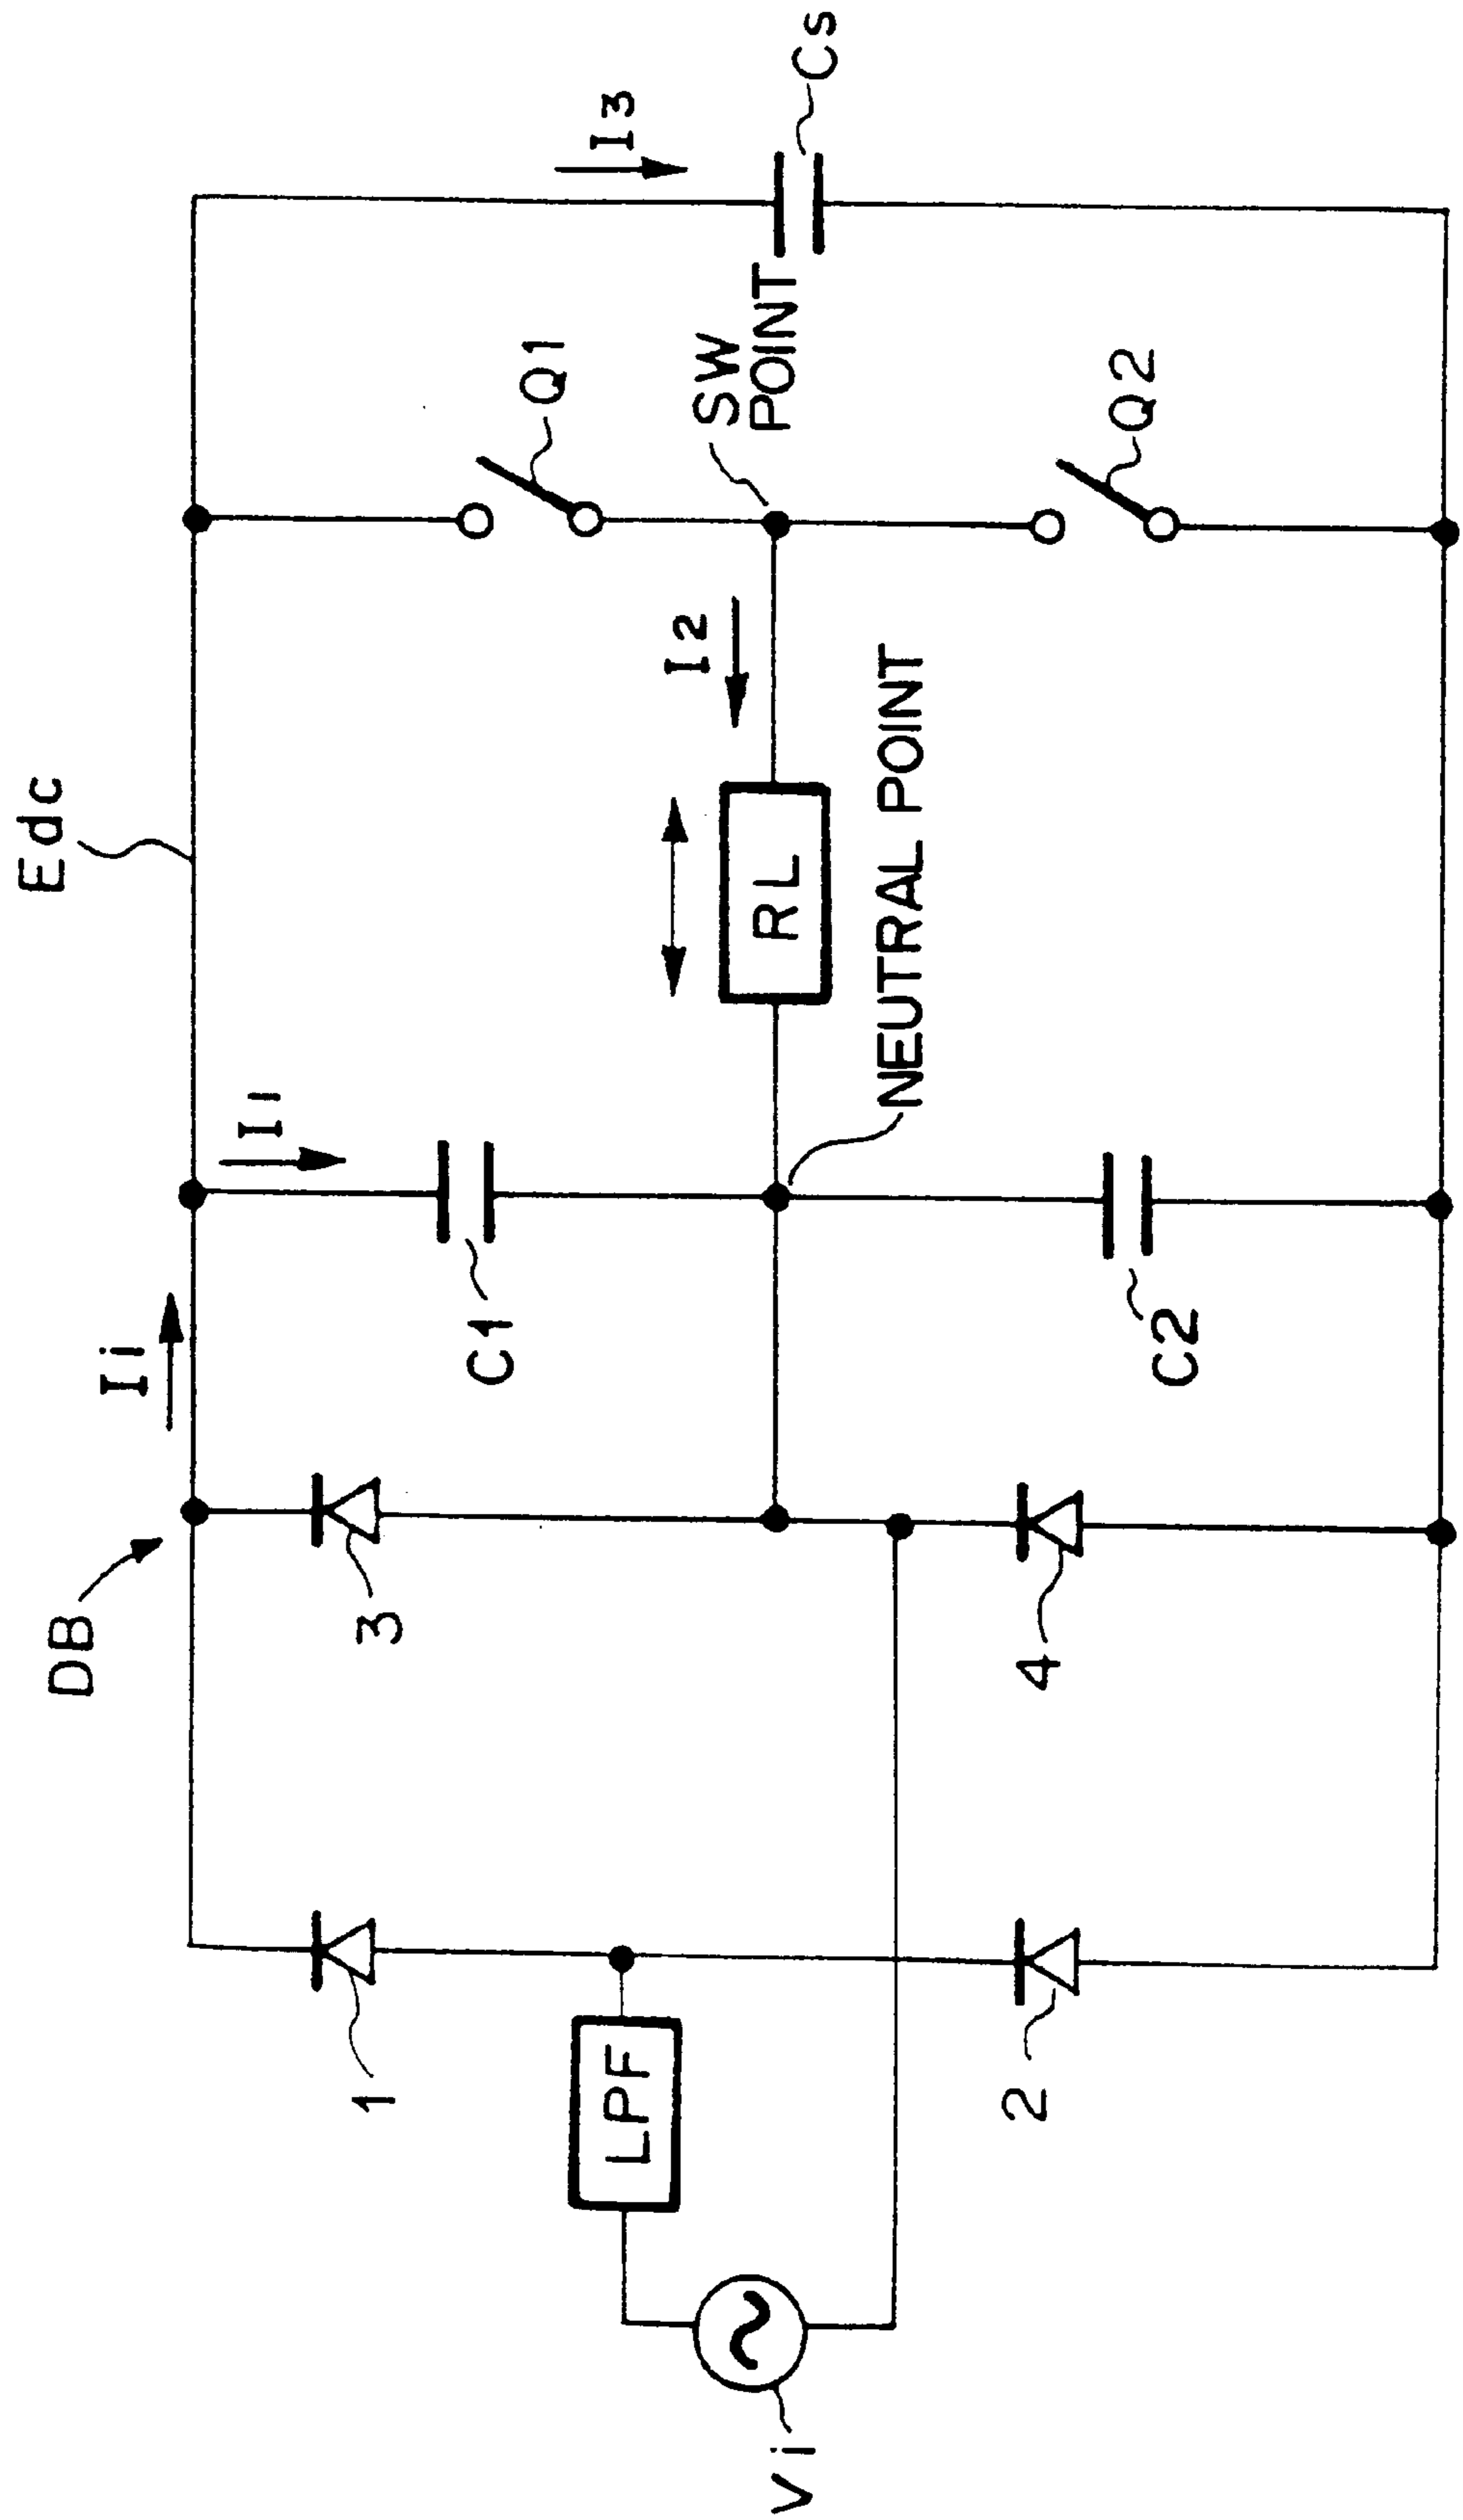 Edc
DB
Ii
I1
I3
1
3
C1
Q1
LPF
RL
I2
SW
POINT
Cs
Vi
NEUTRAL POINT
2
4
C2
Q2